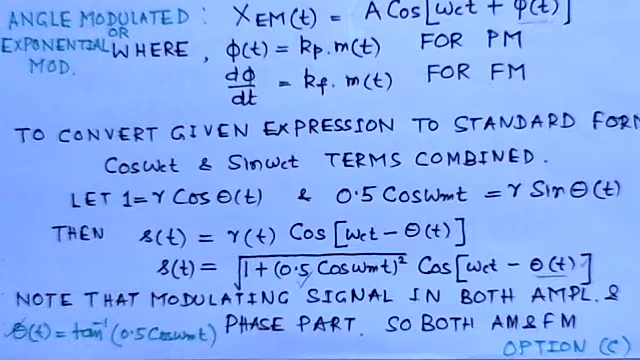 ANGLE MODULATED : X_EM(t) = A Cos[ωct + φ(t)]
OR
EXPONENTIAL MOD. WHERE, φ(t) = kp. m(t) FOR PM
dφ/dt = kf. m(t) FOR FM
TO CONVERT GIVEN EXPRESSION TO STANDARD FORM
Cosωct & Sinωct TERMS COMBINED.
LET 1= r Cos θ(t) & 0.5 Cosωmt = r Sin θ(t)
THEN s(t) = r(t) Cos [ωct − θ(t)]
s(t) = √1+(0.5 Cosωmt)² Cos[ωct − θ(t)]
NOTE THAT MODULATING SIGNAL IN BOTH AMPL. &
θ(t)= tan⁻¹(0.5Cosωmt) PHASE PART. SO BOTH AM & FM
OPTION (C)